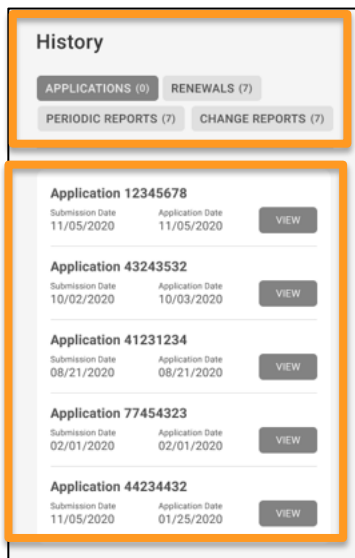 History
APPLICATIONS (0) RENEWALS (7)
PERIODIC REPORTS (7) CHANGE REPORTS (7)
Application 12345678
Submission Date Application Date
11/05/2020 11/05/2020 VIEW
Application 43243532
Submission Date Application Date
10/02/2020 10/03/2020 VIEW
Application 41231234
Submission Date Application Date
08/21/2020 08/21/2020 VIEW
Application 77454323
Submission Date Application Date
02/01/2020 02/01/2020 VIEW
Application 44234432
Submission Date Application Date
11/05/2020 01/25/2020 VIEW